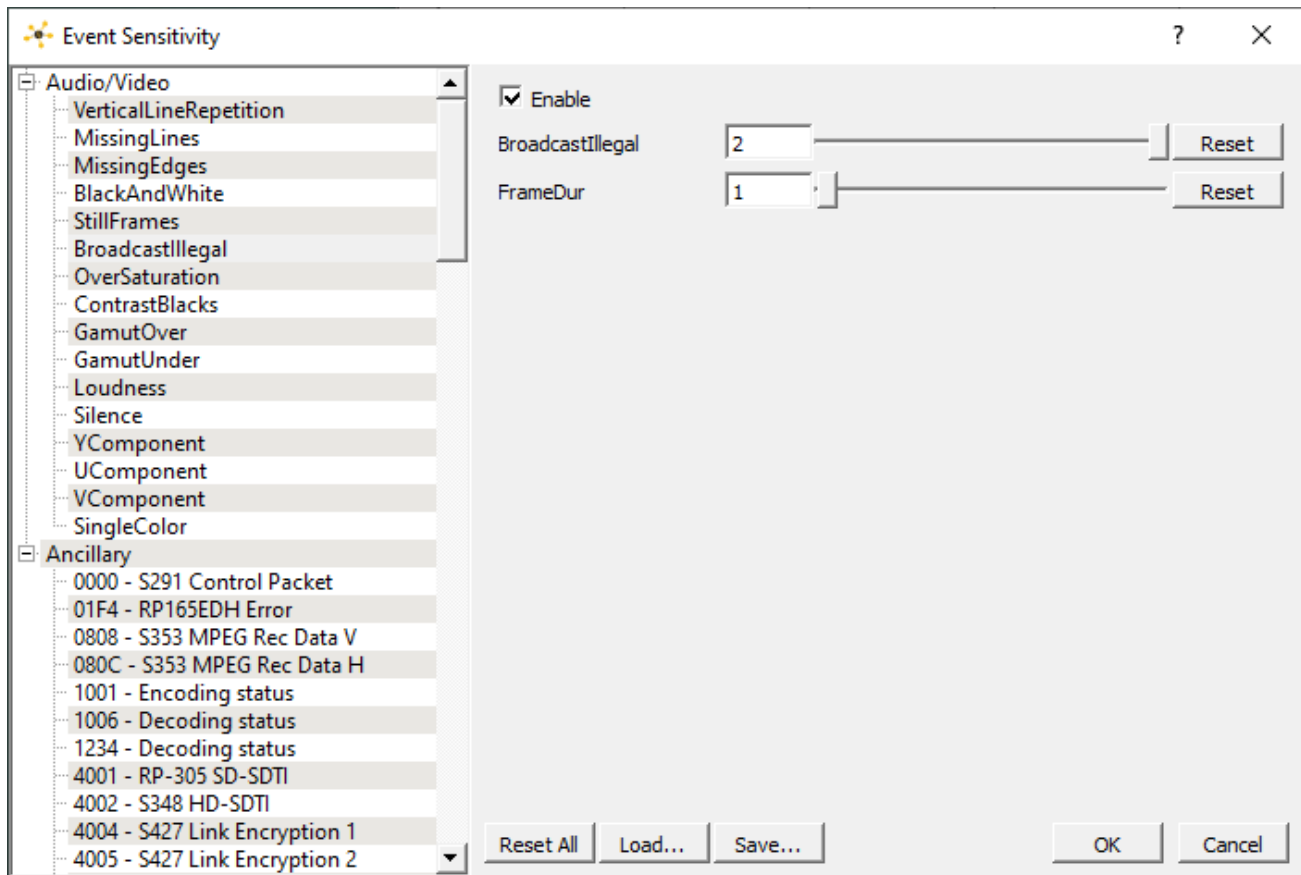 Event Sensitivity
?
Audio/Video
VerticalLineRepetition
MissingLines
MissingEdges
BlackAndWhite
StillFrames
BroadcastIllegal
OverSaturation
ContrastBlacks
GamutOver
GamutUnder
Loudness
Silence
YComponent
UComponent
VComponent
SingleColor
Ancillary
0000 - S291 Control Packet
01F4 - RP165EDH Error
0808 - S353 MPEG Rec Data V
080C - S353 MPEG Rec Data H
1001 - Encoding status
1006 - Decoding status
1234 - Decoding status
4001 - RP-305 SD-SDTI
4002 - S348 HD-SDTI
4004 - S427 Link Encryption 1
4005 - S427 Link Encryption 2
Enable
BroadcastIllegal 2 Reset
FrameDur 1 Reset
Reset All Load... Save... OK Cancel